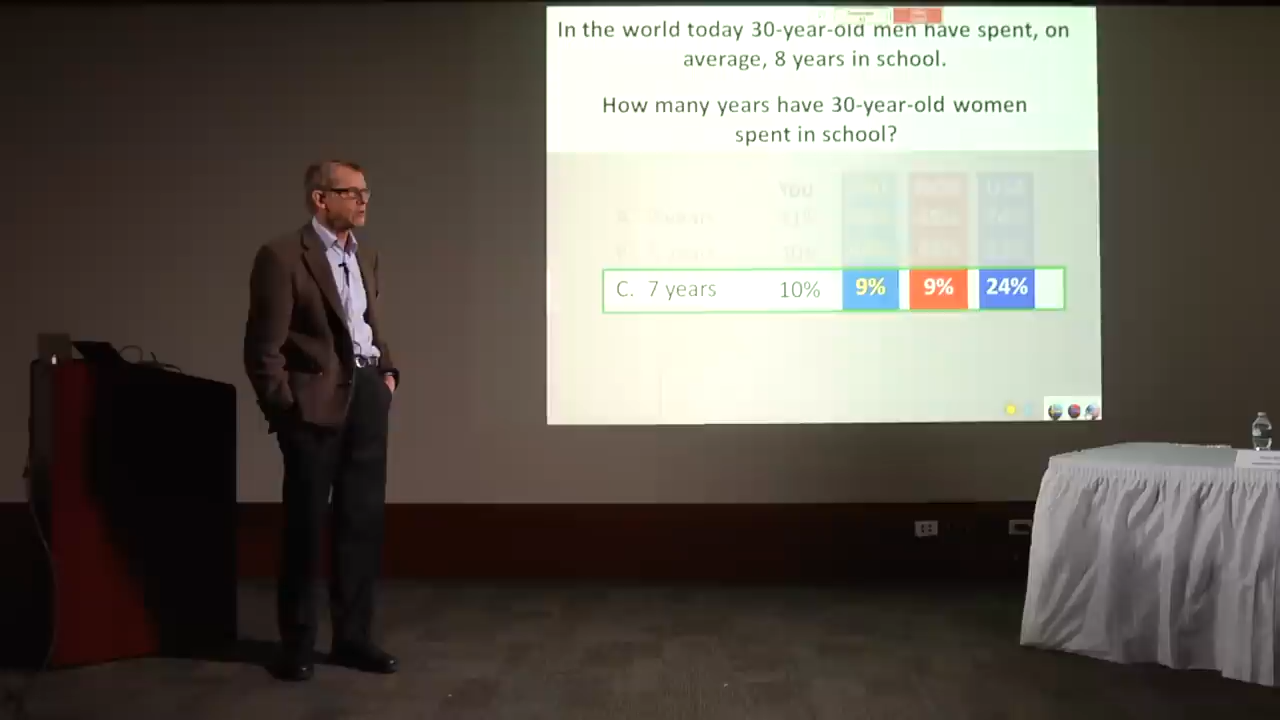 In the world today 30-year-old men have spent, on
average, 8 years in school.
How many years have 30-year-old women
spent in school?
YOU
C. 7 years 10% 9% 9% 24%